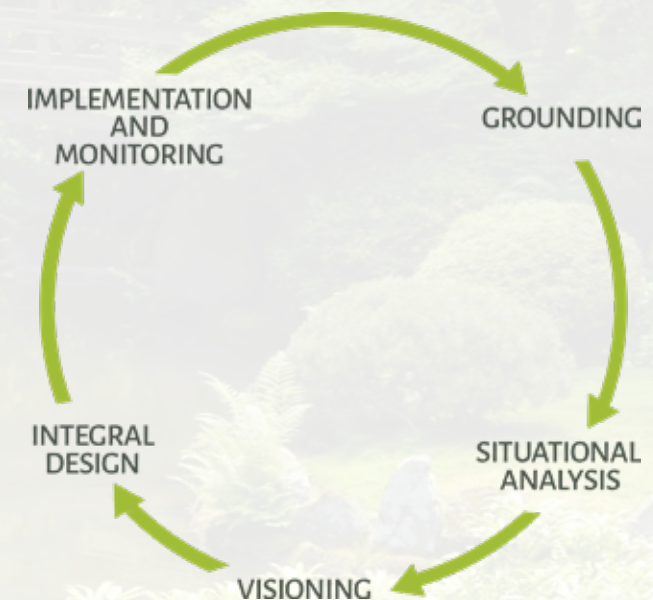 IMPLEMENTATION
AND
MONITORING
GROUNDING
SITUATIONAL
ANALYSIS
VISIONING
INTEGRAL
DESIGN